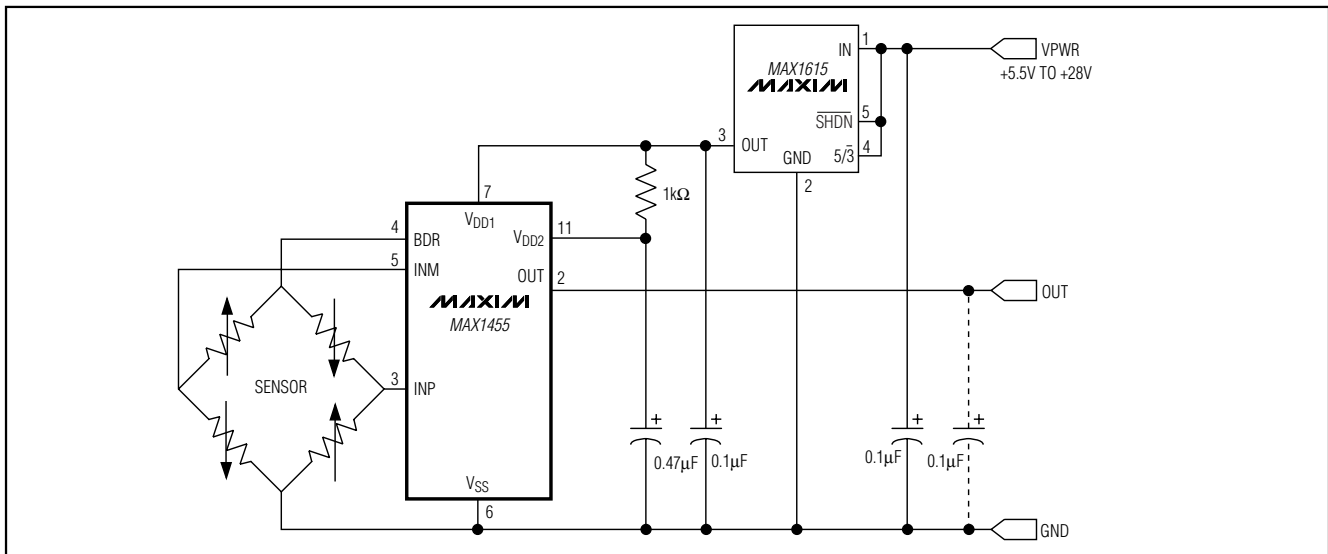 1
IN
VPWR
MAX1615
MAXIM
+5.5V TO +28V
SHDN
5
3
OUT
5/3
4
GND
2
1kΩ
7
VDD1
4
BDR
VDD2
11
5
INM
OUT
2
OUT
MAXIM
MAX1455
SENSOR
3
INP
+
+
+
+
0.47µF
0.1µF
0.1µF
0.1µF
VSS
6
GND